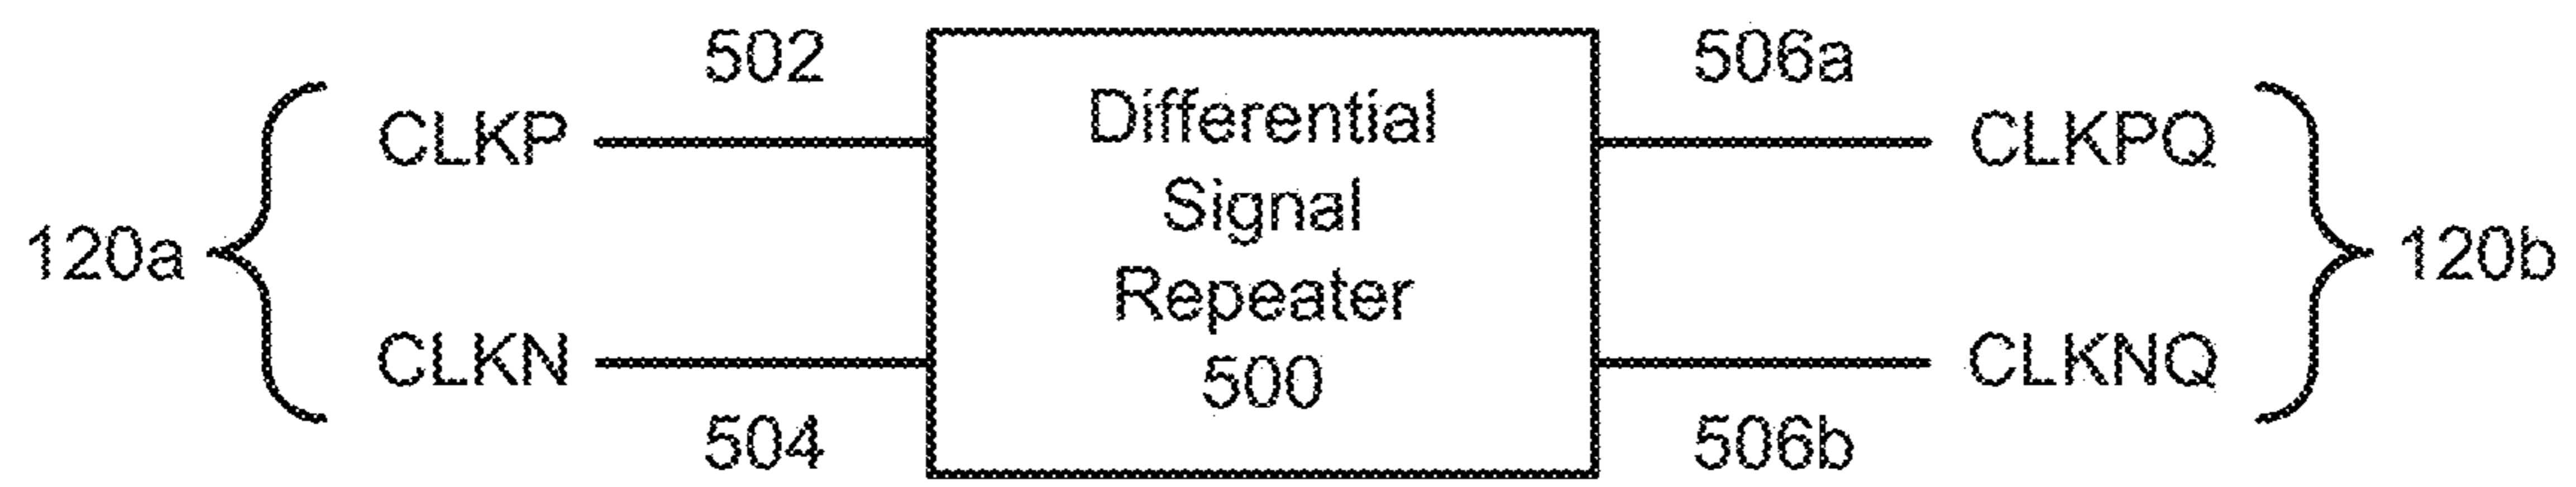 502
506a
CLKP
Differential
CLKPQ
Signal
120a
120b
Repeater
CLKN
500
CLKNQ
504
506b